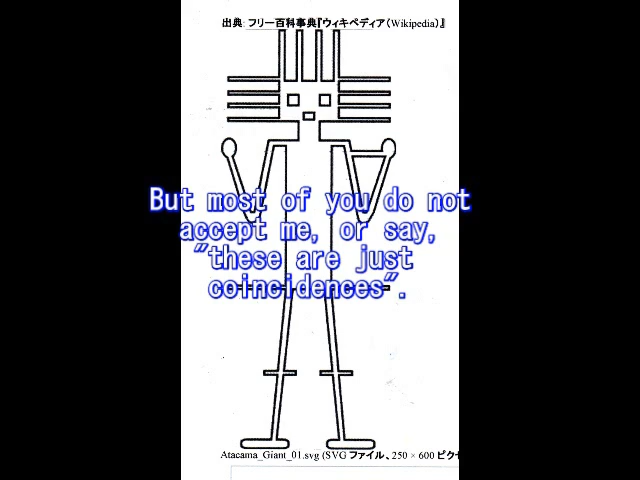 出典: フリー百科事典『ウィキペディア（Wikipedia）』
But most of you do not
accept me, or say,
"these are just
coincidences".
Atacama_Giant_01.svg (SVG ファイル、250 × 600 ピクセ